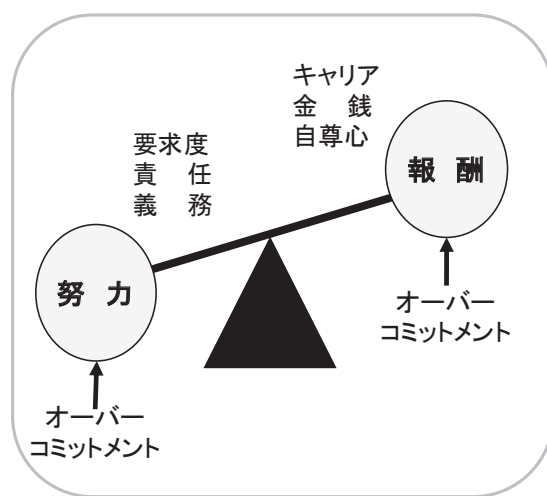 キャリア
金　銭
自尊心
要求度
責　任
義　務
報　酬
努　力
オーバー
コミットメント
オーバー
コミットメント